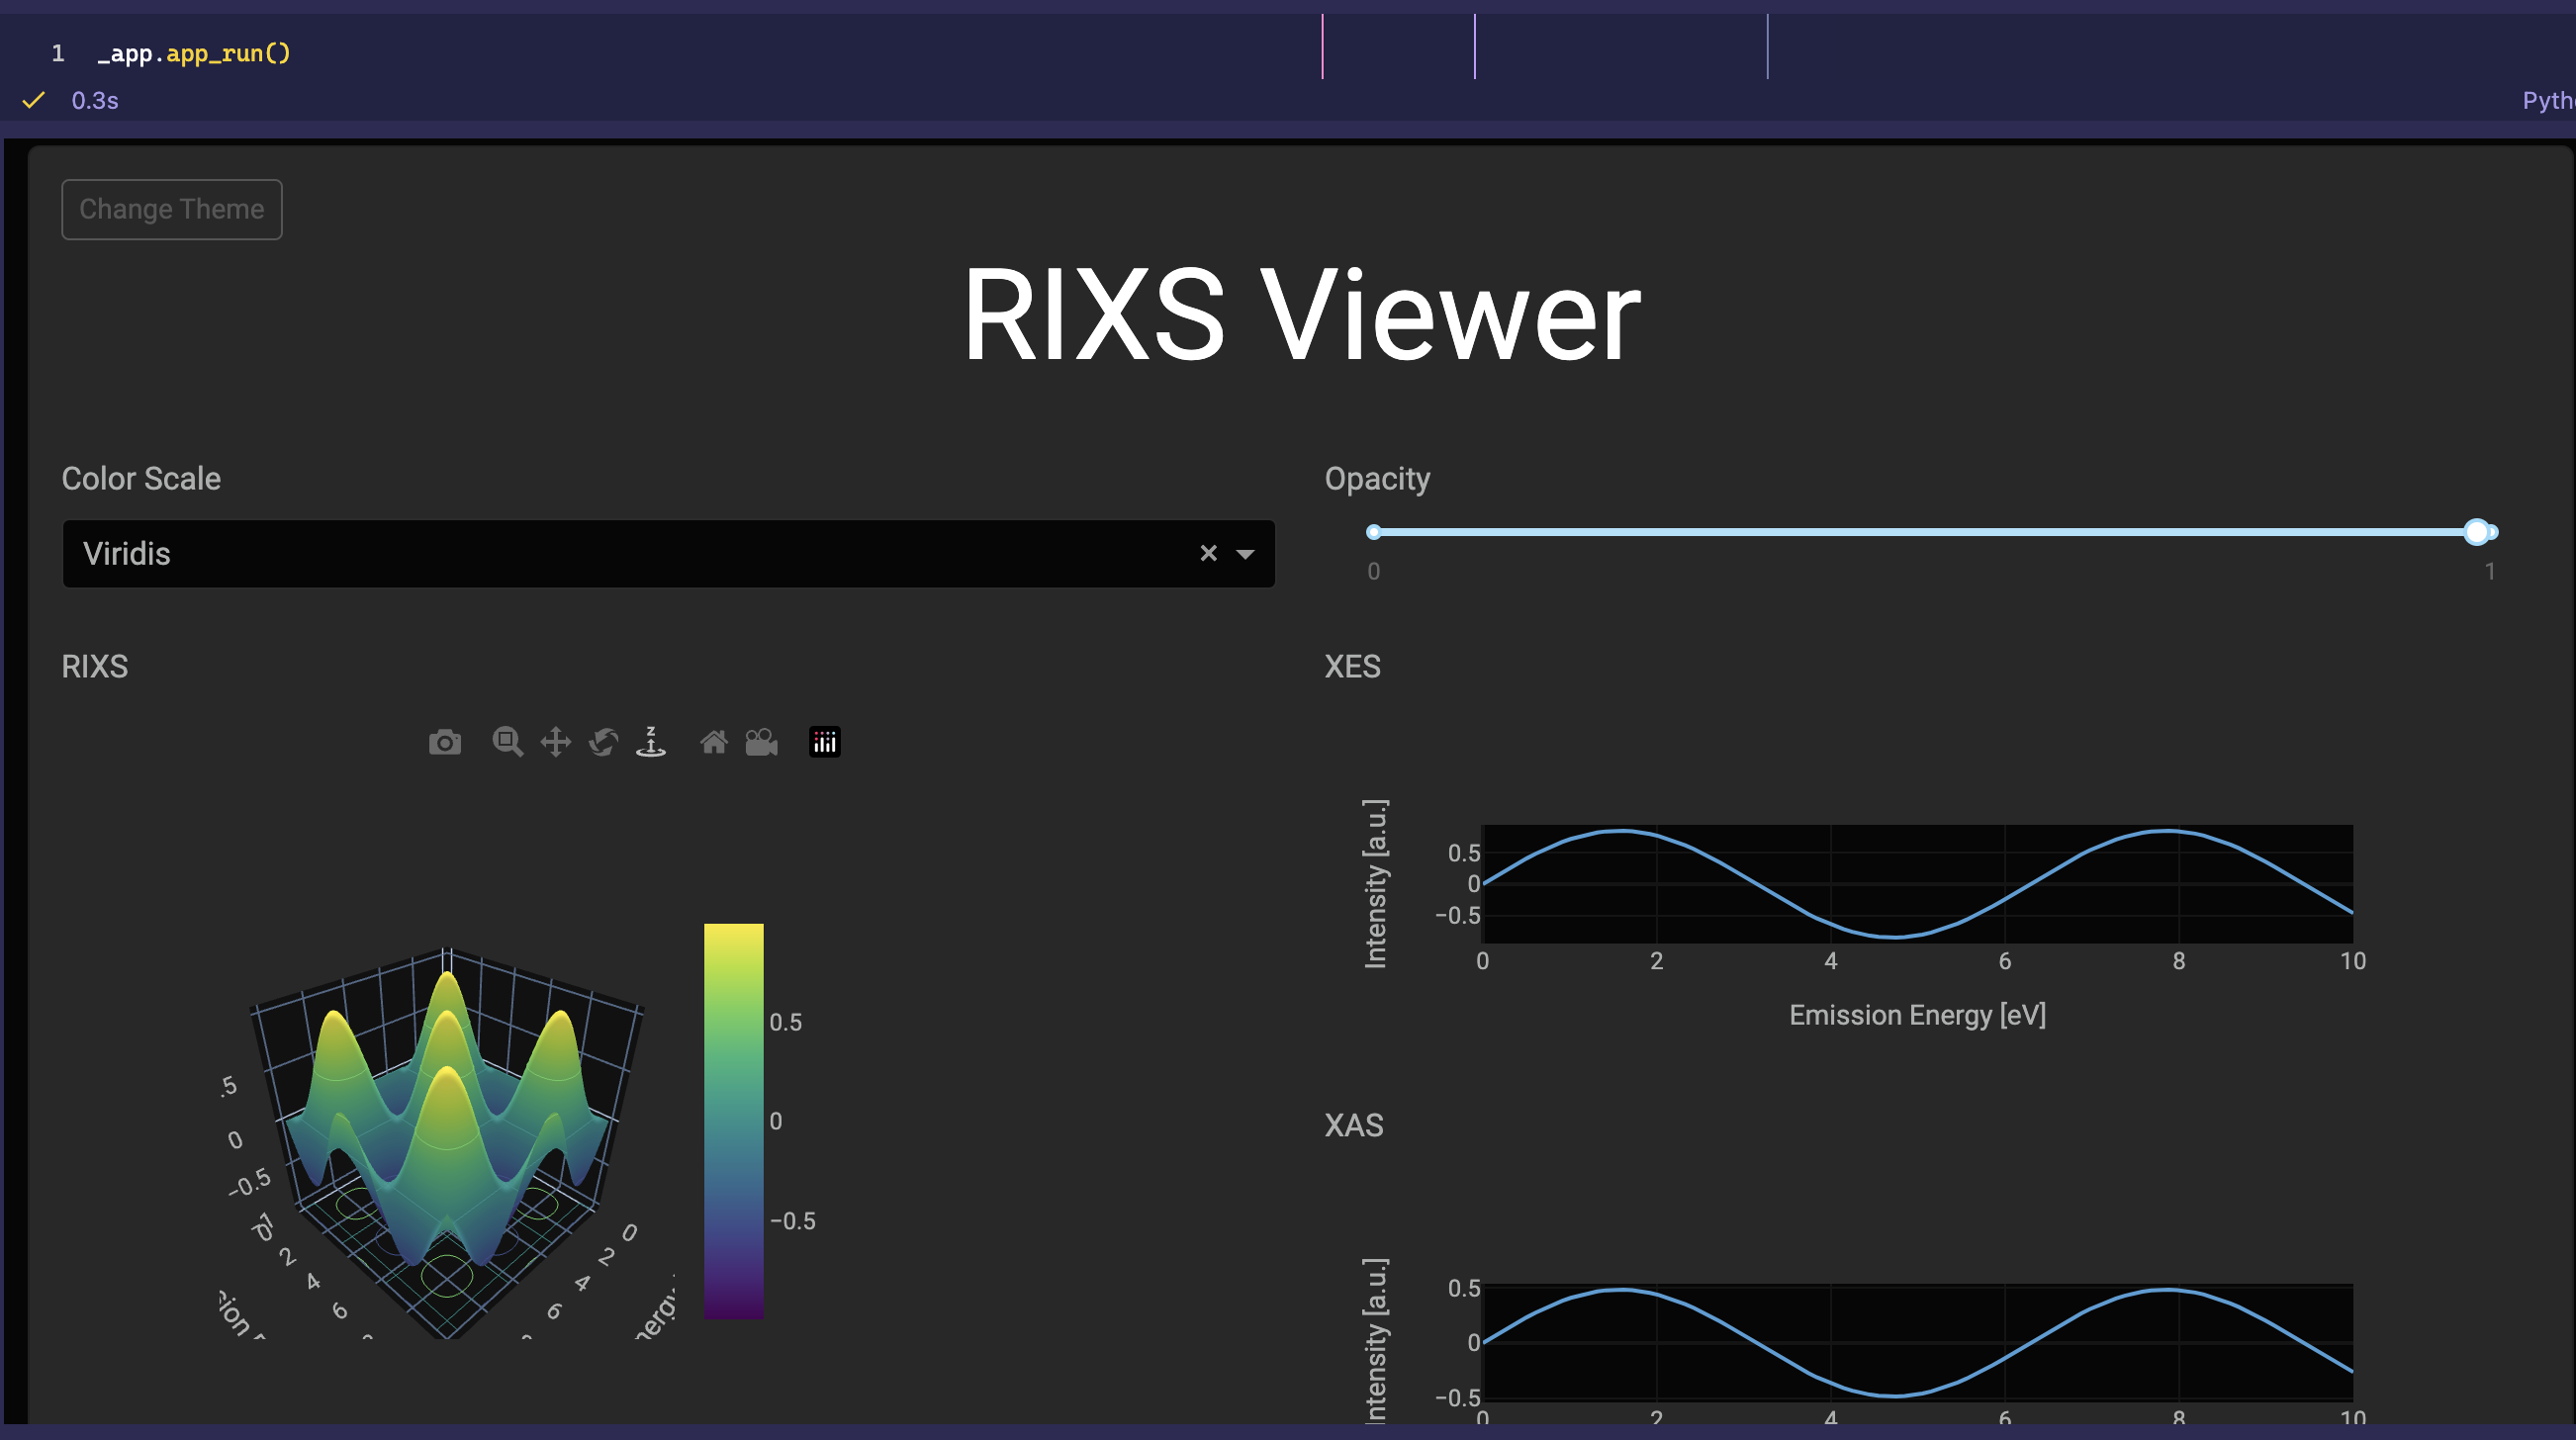 1 _app.app_run()
0.3s
Change Theme
RIXS Viewer
Color Scale
Opacity
Viridis
0
1
RIXS
XES
z
Intensity [a.u.]
0.5
0
−0.5
0 2 4 6 8 10
Emission Energy [eV]
0.5
0
−0.5
.5
0
−0.5
0
2
4
6
0
2
4
6
XAS
Intensity [a.u.]
0.5
0
−0.5
0 2 4 6 8 10